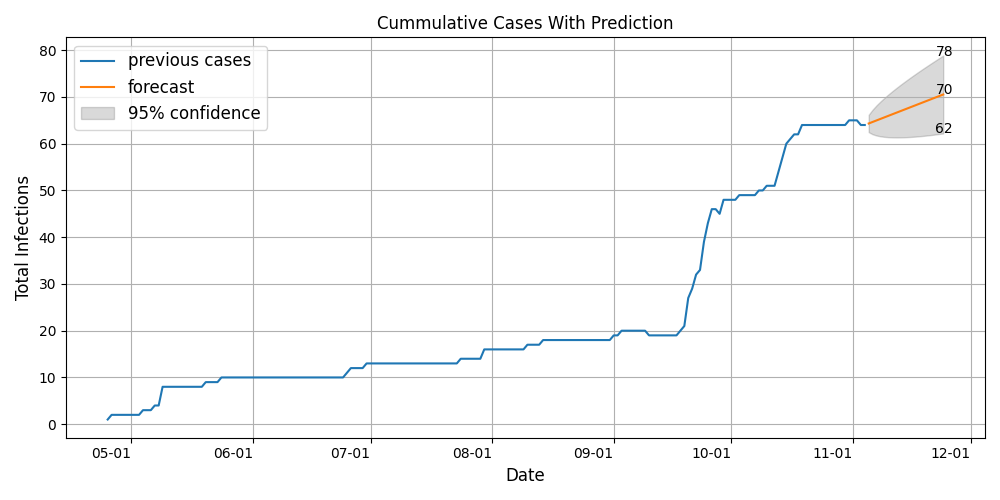 Cummulative Cases With Prediction
previous cases
forecast
95% confidence
78
70
62
80
70
60
50
40
30
20
10
0
Total Infections
05-01 06-01 07-01 08-01 09-01 10-01 11-01 12-01
Date